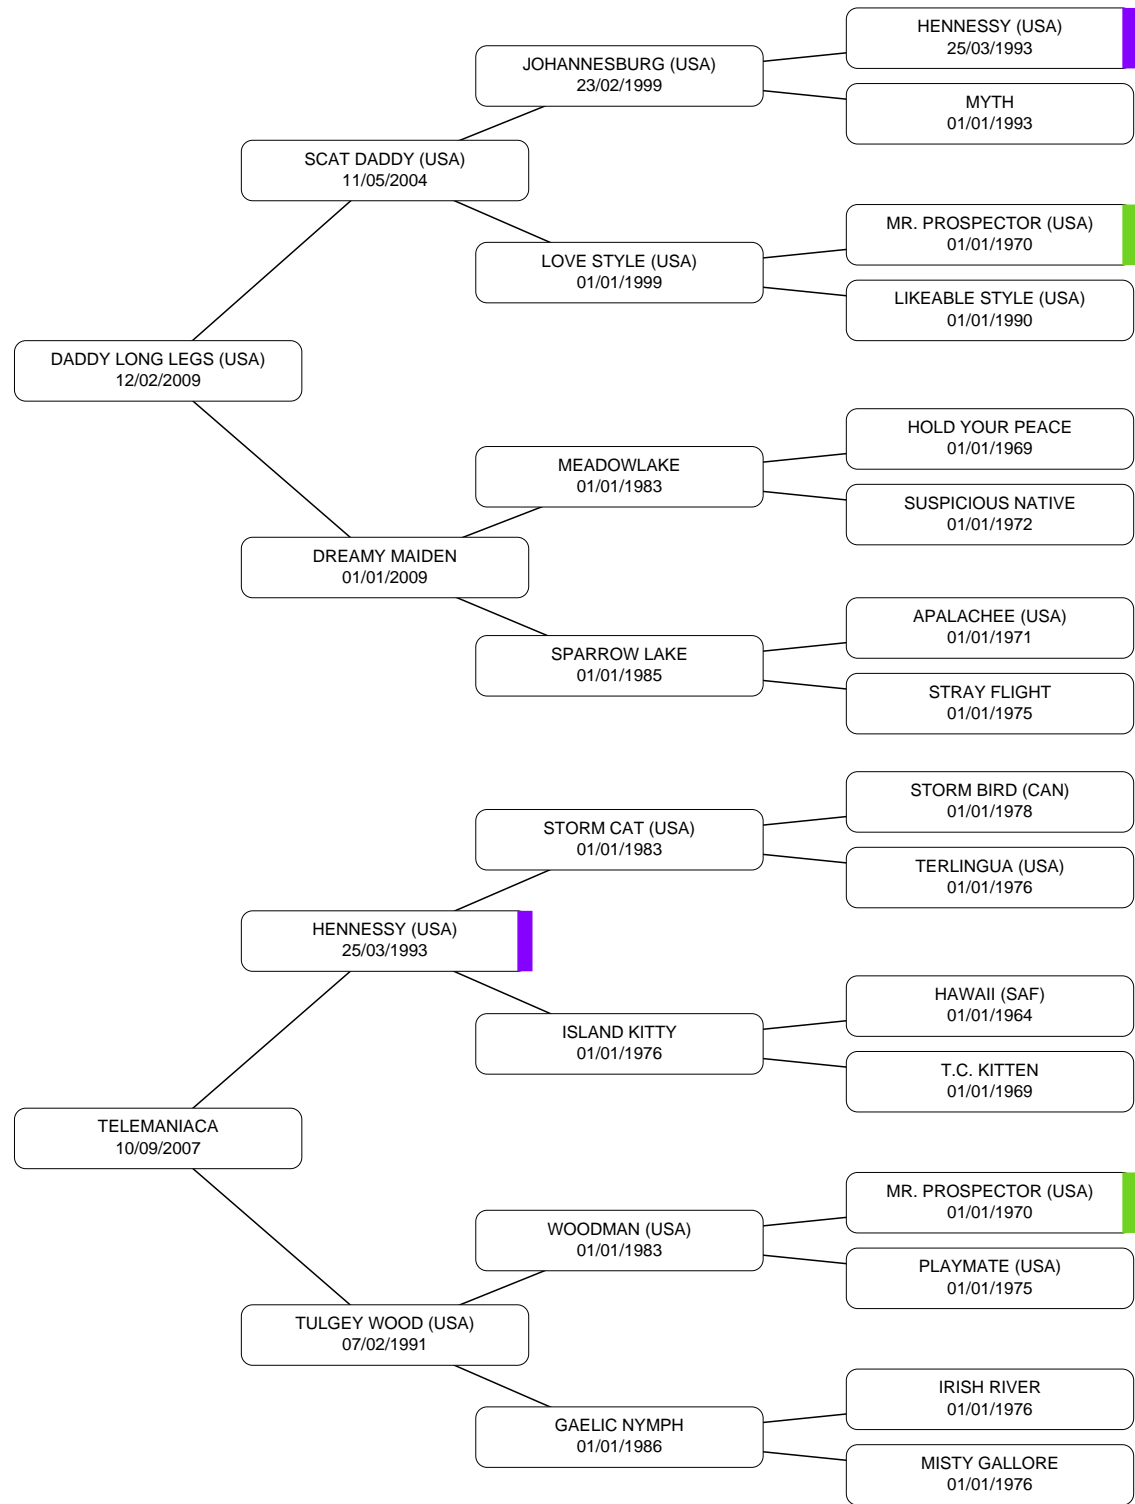 HENNESSY (USA)
25/03/1993
JOHANNESBURG (USA)
23/02/1999
MYTH
01/01/1993
SCAT DADDY (USA)
11/05/2004
MR. PROSPECTOR (USA)
01/01/1970
LOVE STYLE (USA)
01/01/1999
LIKEABLE STYLE (USA)
01/01/1990
DADDY LONG LEGS (USA)
12/02/2009
HOLD YOUR PEACE
01/01/1969
MEADOWLAKE
01/01/1983
SUSPICIOUS NATIVE
01/01/1972
DREAMY MAIDEN
01/01/2009
APALACHEE (USA)
01/01/1971
SPARROW LAKE
01/01/1985
STRAY FLIGHT
01/01/1975
STORM BIRD (CAN)
01/01/1978
STORM CAT (USA)
01/01/1983
TERLINGUA (USA)
01/01/1976
HENNESSY (USA)
25/03/1993
HAWAII (SAF)
01/01/1964
ISLAND KITTY
01/01/1976
T.C. KITTEN
01/01/1969
TELEMANIACA
10/09/2007
MR. PROSPECTOR (USA)
01/01/1970
WOODMAN (USA)
01/01/1983
PLAYMATE (USA)
01/01/1975
TULGEY WOOD (USA)
07/02/1991
IRISH RIVER
01/01/1976
GAELIC NYMPH
01/01/1986
MISTY GALLORE
01/01/1976